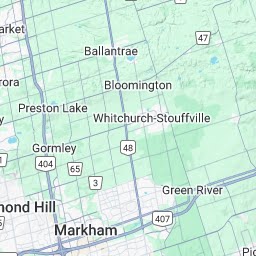 arket
47
Ballantrae
rora
Bloomington
Preston Lake
Whitchurch-Stouffville
Gormley
48
404
65
3
Green River
mond Hill
407
Markham
Pic